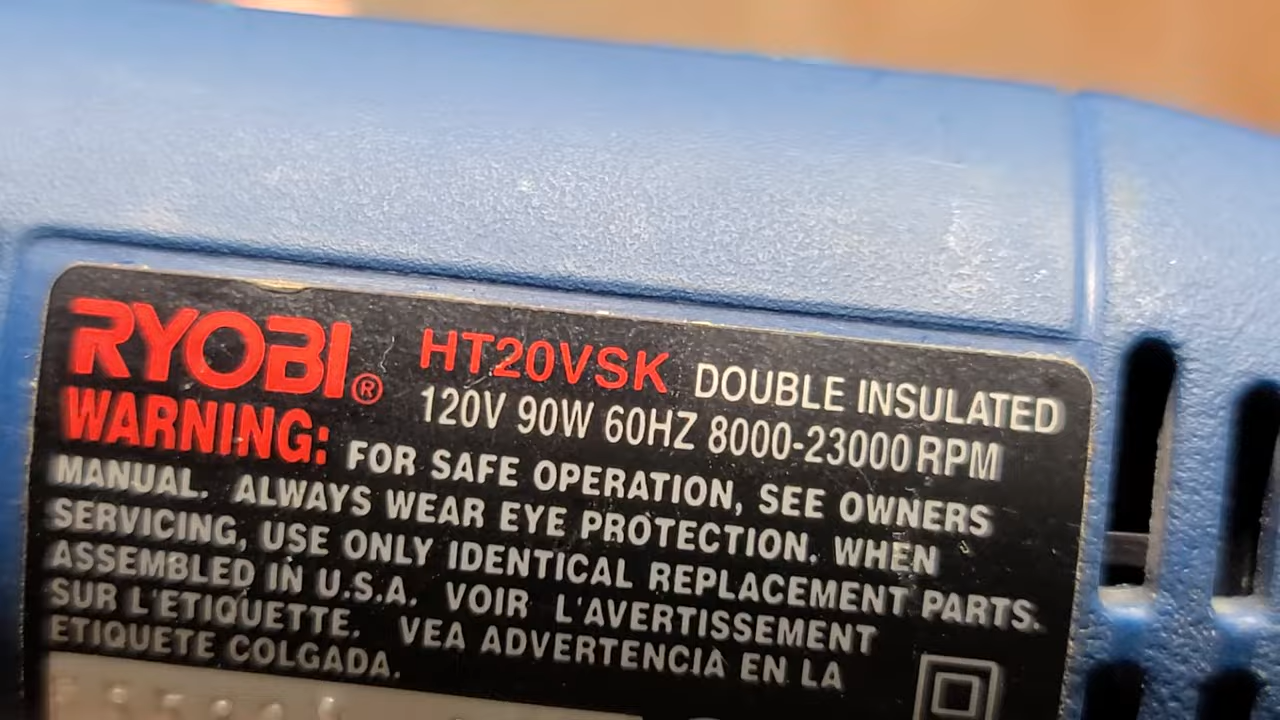 RYOBI® HT20VSK DOUBLE INSULATED
120V 90W 60HZ 8000-23000 RPM
WARNING: FOR SAFE OPERATION, SEE OWNERS
MANUAL. ALWAYS WEAR EYE PROTECTION. WHEN
SERVICING, USE ONLY IDENTICAL REPLACEMENT PARTS.
ASSEMBLED IN U.S.A. VOIR L'AVERTISSEMENT
SUR L'ETIQUETTE. VEA ADVERTENCIA EN LA
ETIQUETE COLGADA.